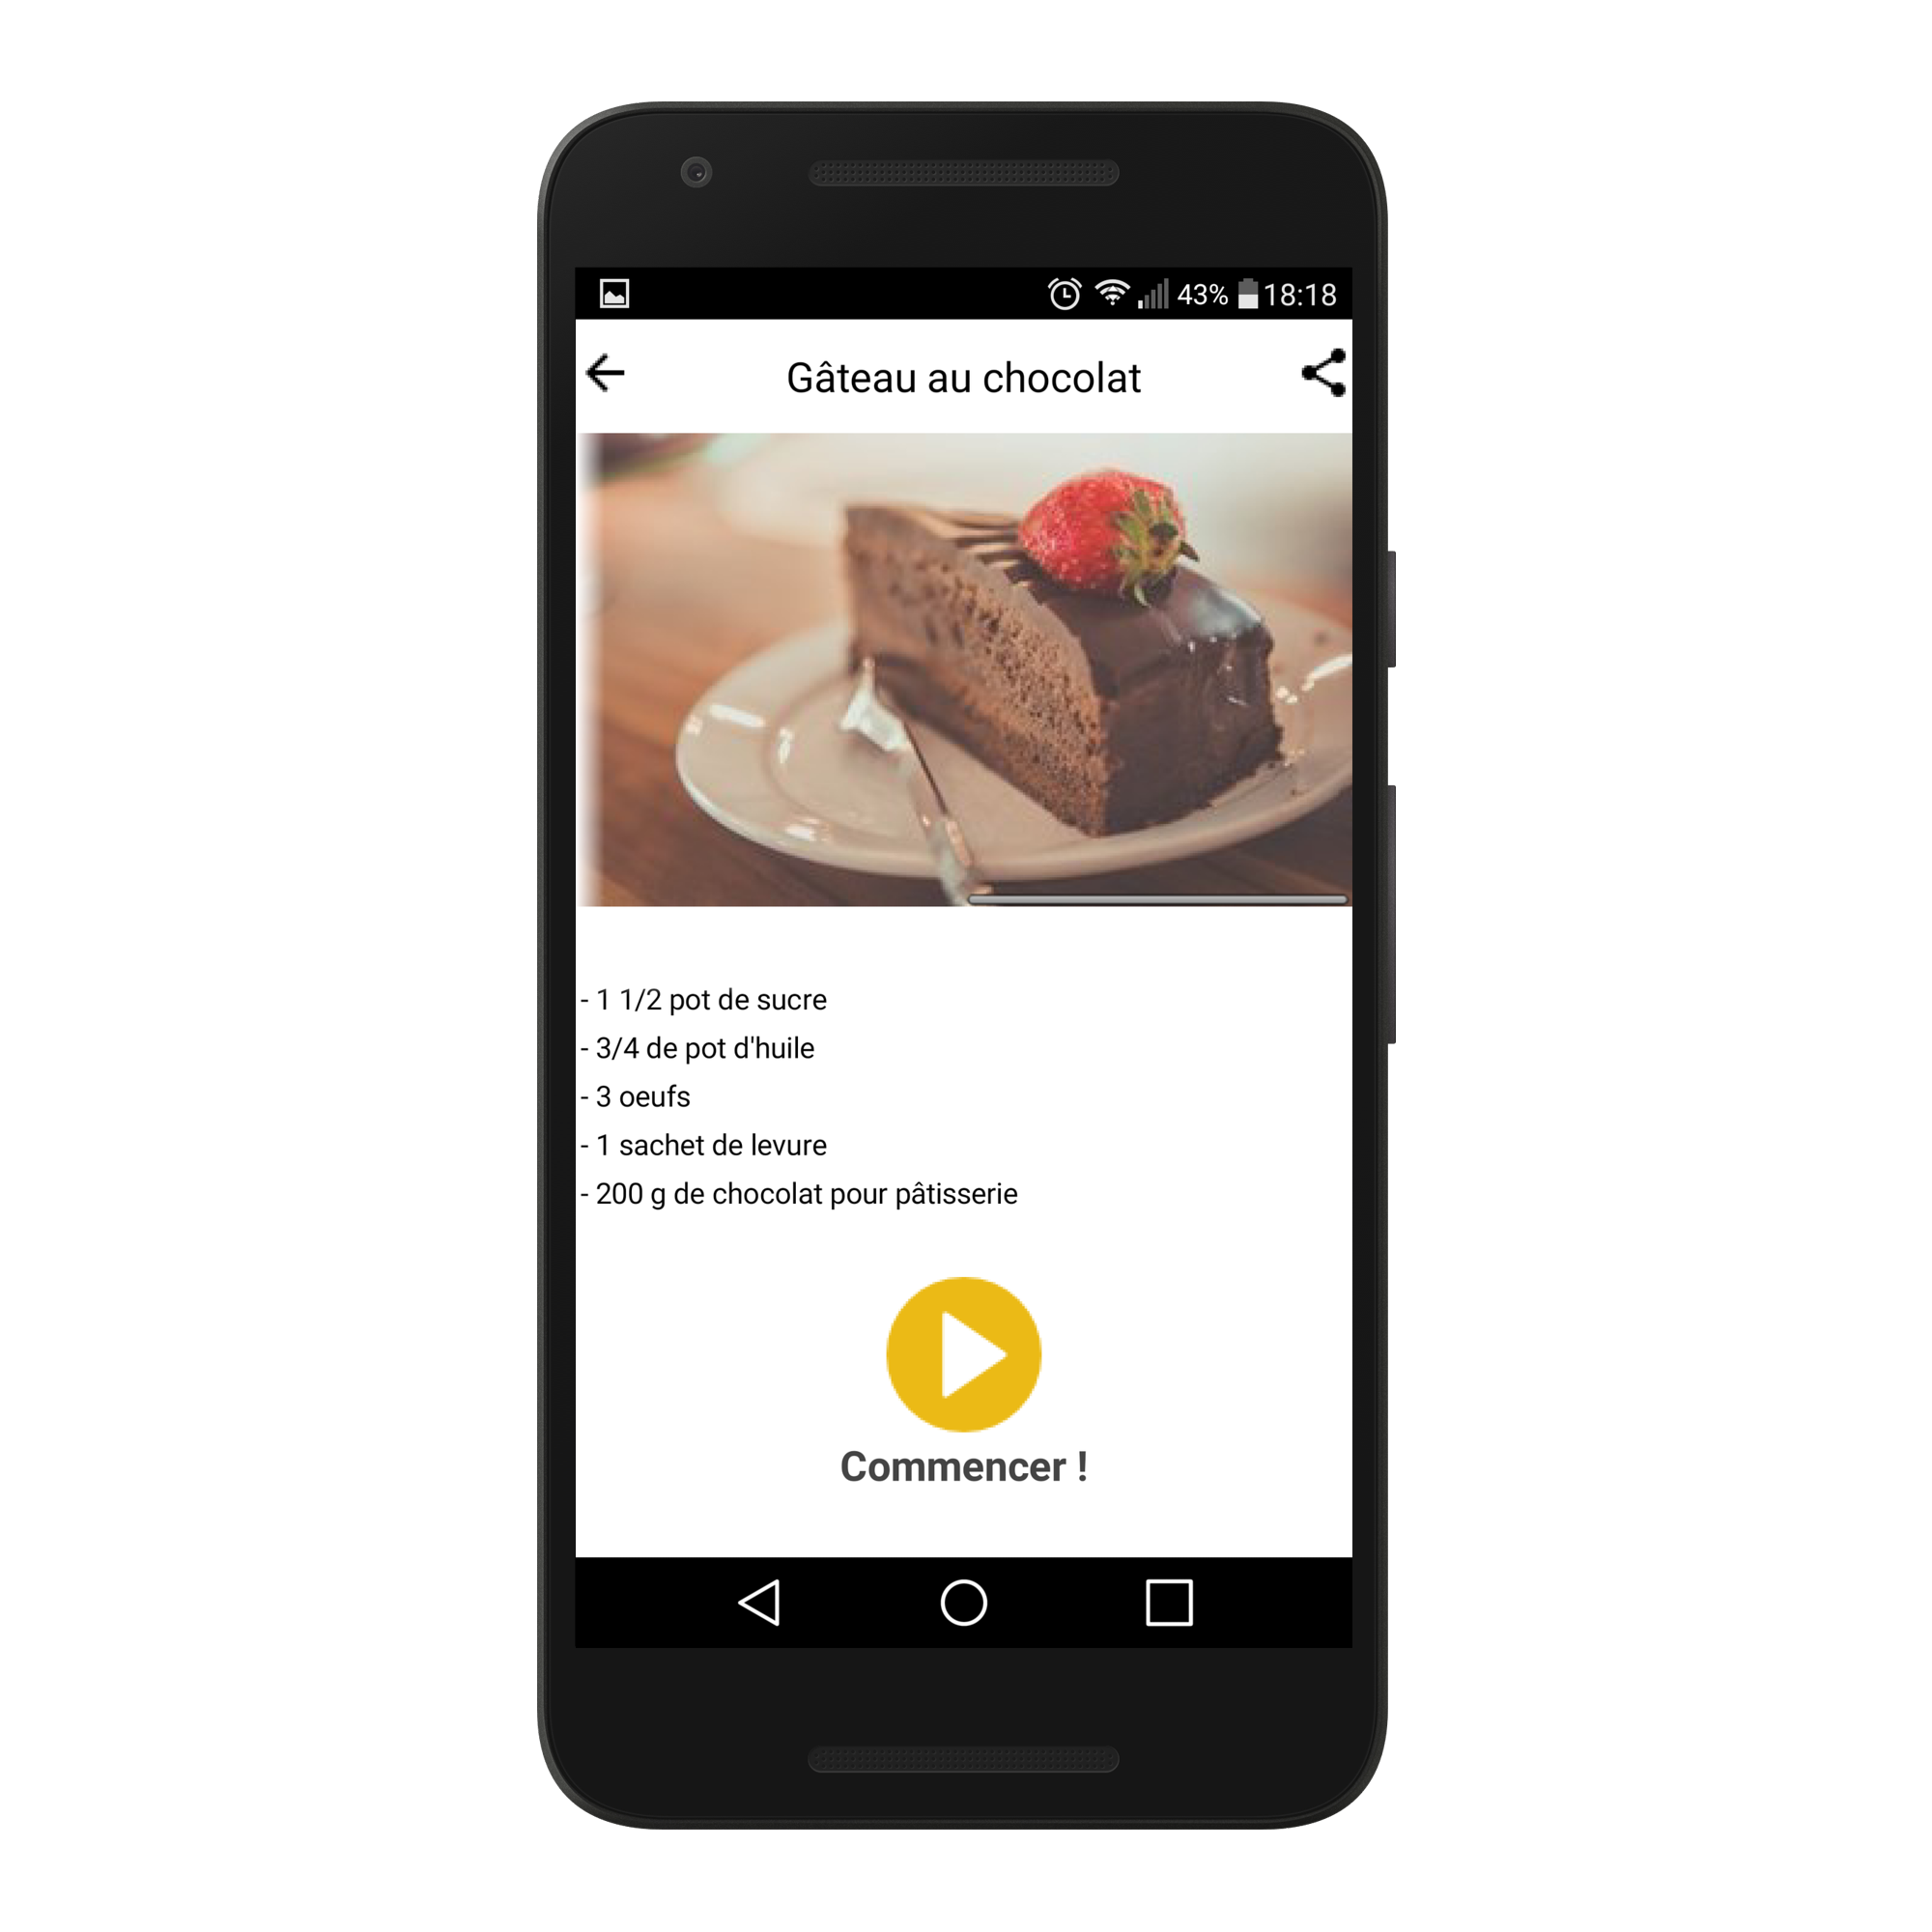 43% 18:18
Gâteau au chocolat
- 1 1/2 pot de sucre
- 3/4 de pot d'huile
- 3 oeufs
- 1 sachet de levure
- 200 g de chocolat pour pâtisserie
Commencer !